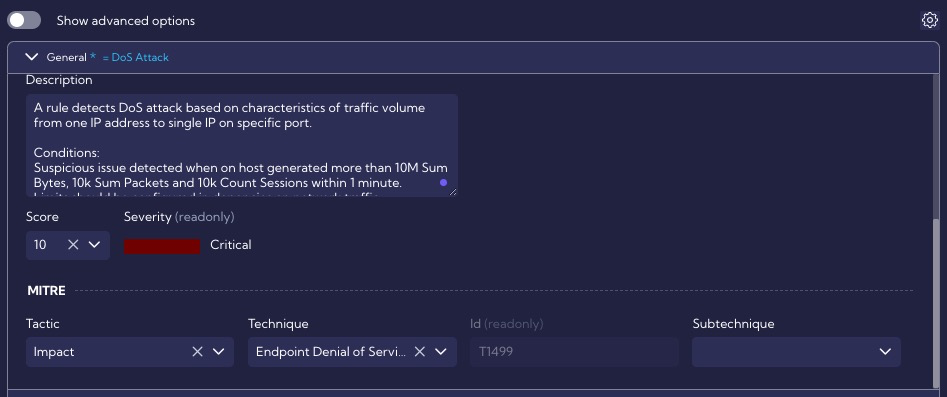 Show advanced options
General * = DoS Attack
Description
A rule detects DoS attack based on characteristics of traffic volume
from one IP address to single IP on specific port.
Conditions:
Suspicious issue detected when on host generated more than 10M Sum
Bytes, 10k Sum Packets and 10k Count Sessions within 1 minute.
Score Severity (readonly)
10 Critical
MITRE
Tactic Technique Id (readonly) Subtechnique
Impact Endpoint Denial of Servi... T1499